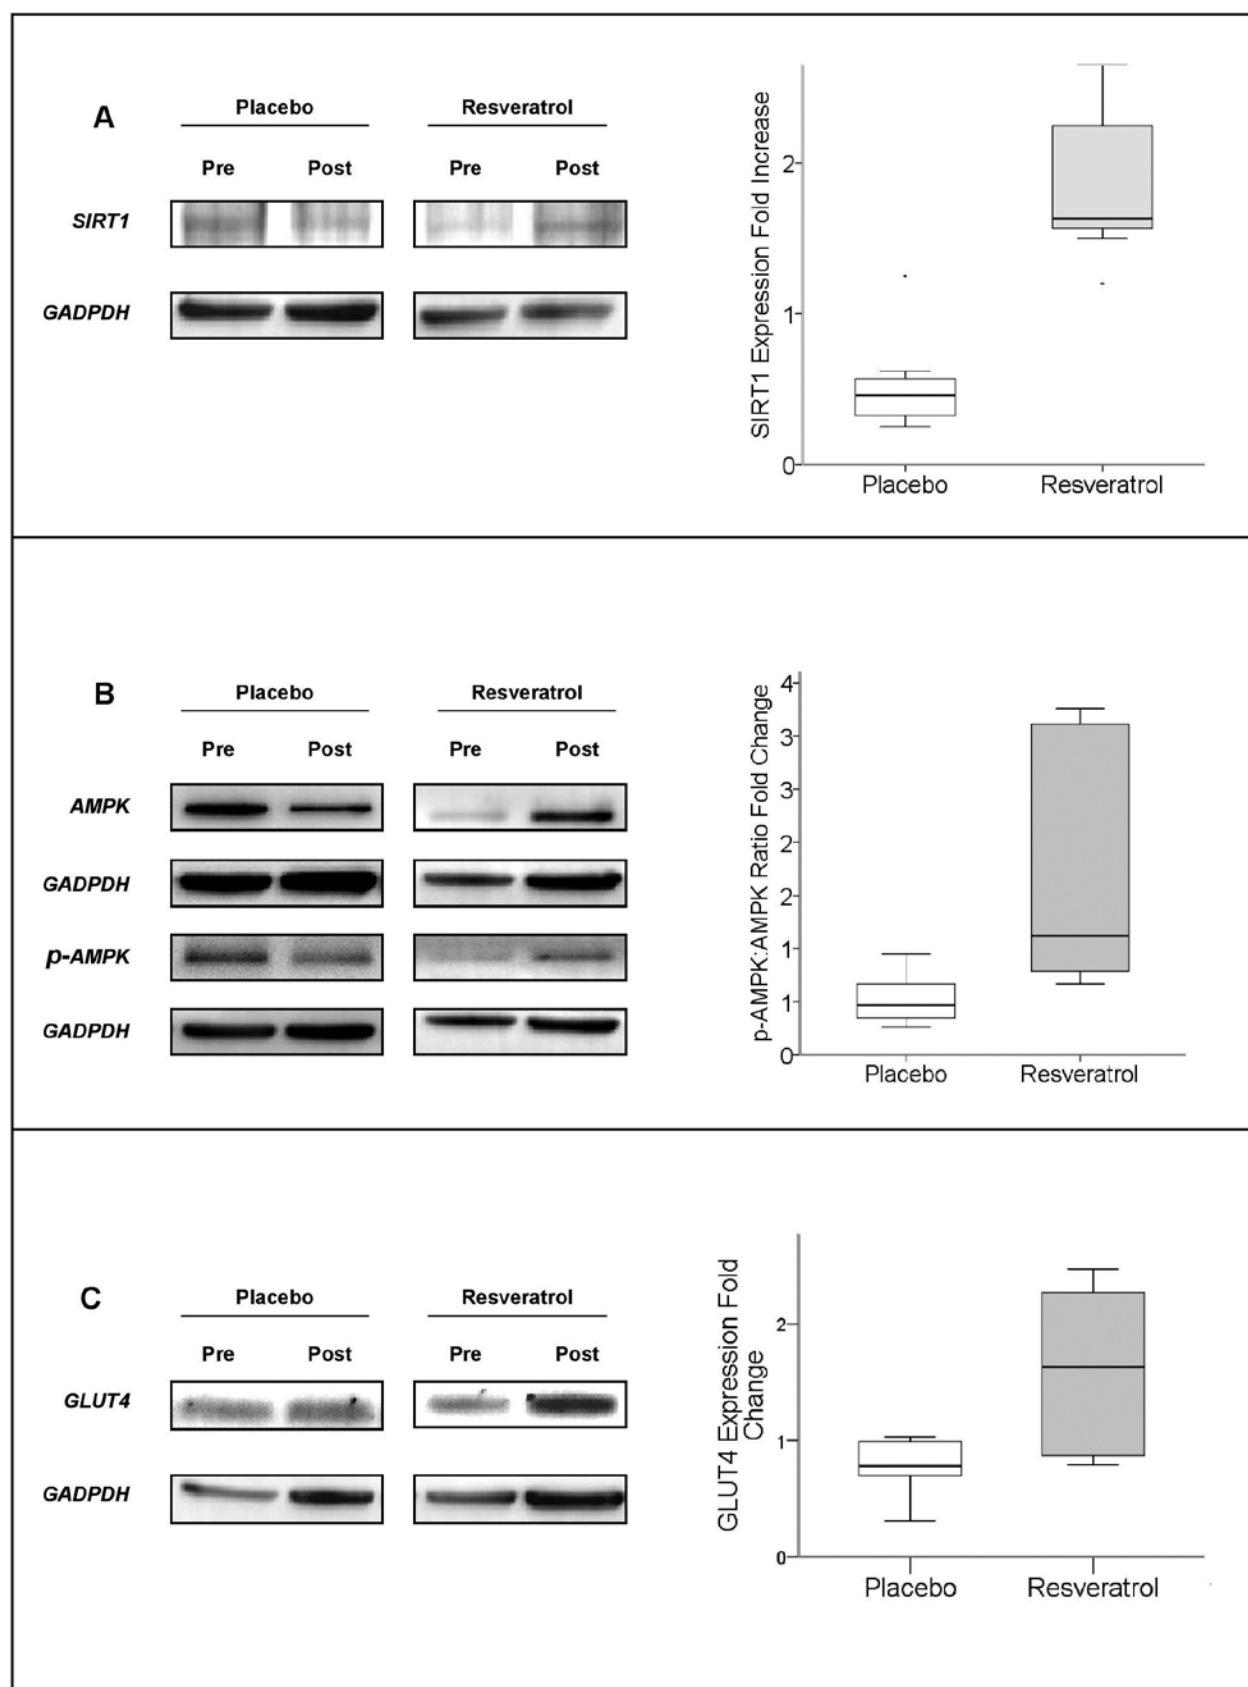 A
Placebo
Resveratrol
Pre
Post
Pre
Post
SIRT1
GADPDH
SIRT1 Expression Fold Increase
2
1
0
Placebo
Resveratrol
B
Placebo
Resveratrol
Pre
Post
Pre
Post
AMPK
GADPDH
p-AMPK
GADPDH
p-AMPK:AMPK Ratio Fold Change
4
3
3
2
2
1
1
0
Placebo
Resveratrol
C
Placebo
Resveratrol
Pre
Post
Pre
Post
GLUT4
GADPDH
GLUT4 Expression Fold
Change
2
1
0
Placebo
Resveratrol